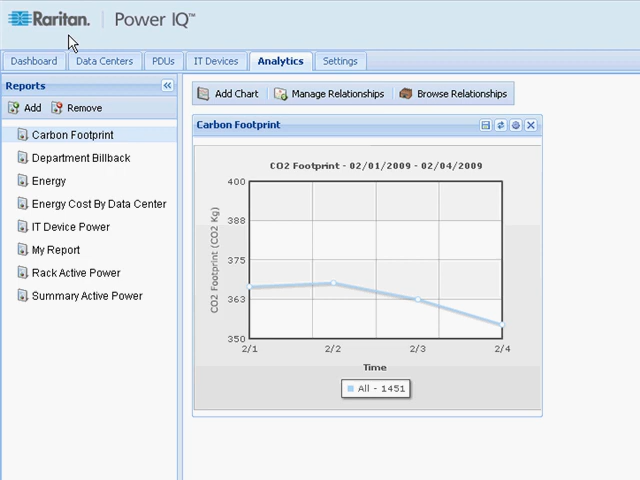 Raritan. Power IQ™
Dashboard Data Centers PDUs IT Devices Analytics Settings
Reports «
Add Remove
Carbon Footprint
Department Billback
Energy
Energy Cost By Data Center
IT Device Power
My Report
Rack Active Power
Summary Active Power
Add Chart Manage Relationships Browse Relationships
Carbon Footprint
CO2 Footprint - 02/01/2009 - 02/04/2009
CO2 Footprint (CO2 Kg)
400
388
375
363
350
2/1 2/2 2/3 2/4
Time
All - 1451